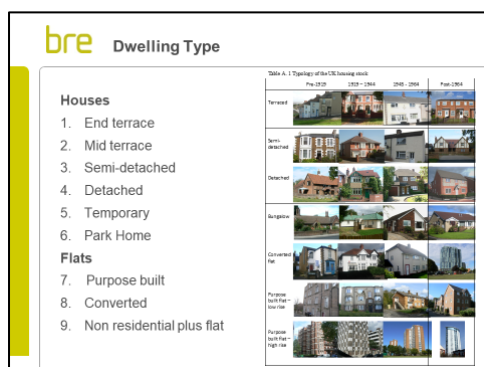 bre Dwelling Type
Houses
1. End terrace
2. Mid terrace
3. Semi-detached
4. Detached
5. Temporary
6. Park Home
Flats
7. Purpose built
8. Converted
9. Non residential plus flat
Table A. 1 Typology of the UK housing stock
Pre-1919 1919 – 1944 1945 – 1964 Post-1964
Terraced
Semi-
detached
Detached
Bungalow
Converted
flat
Purpose
built flat –
low rise
Purpose
built flat –
high rise